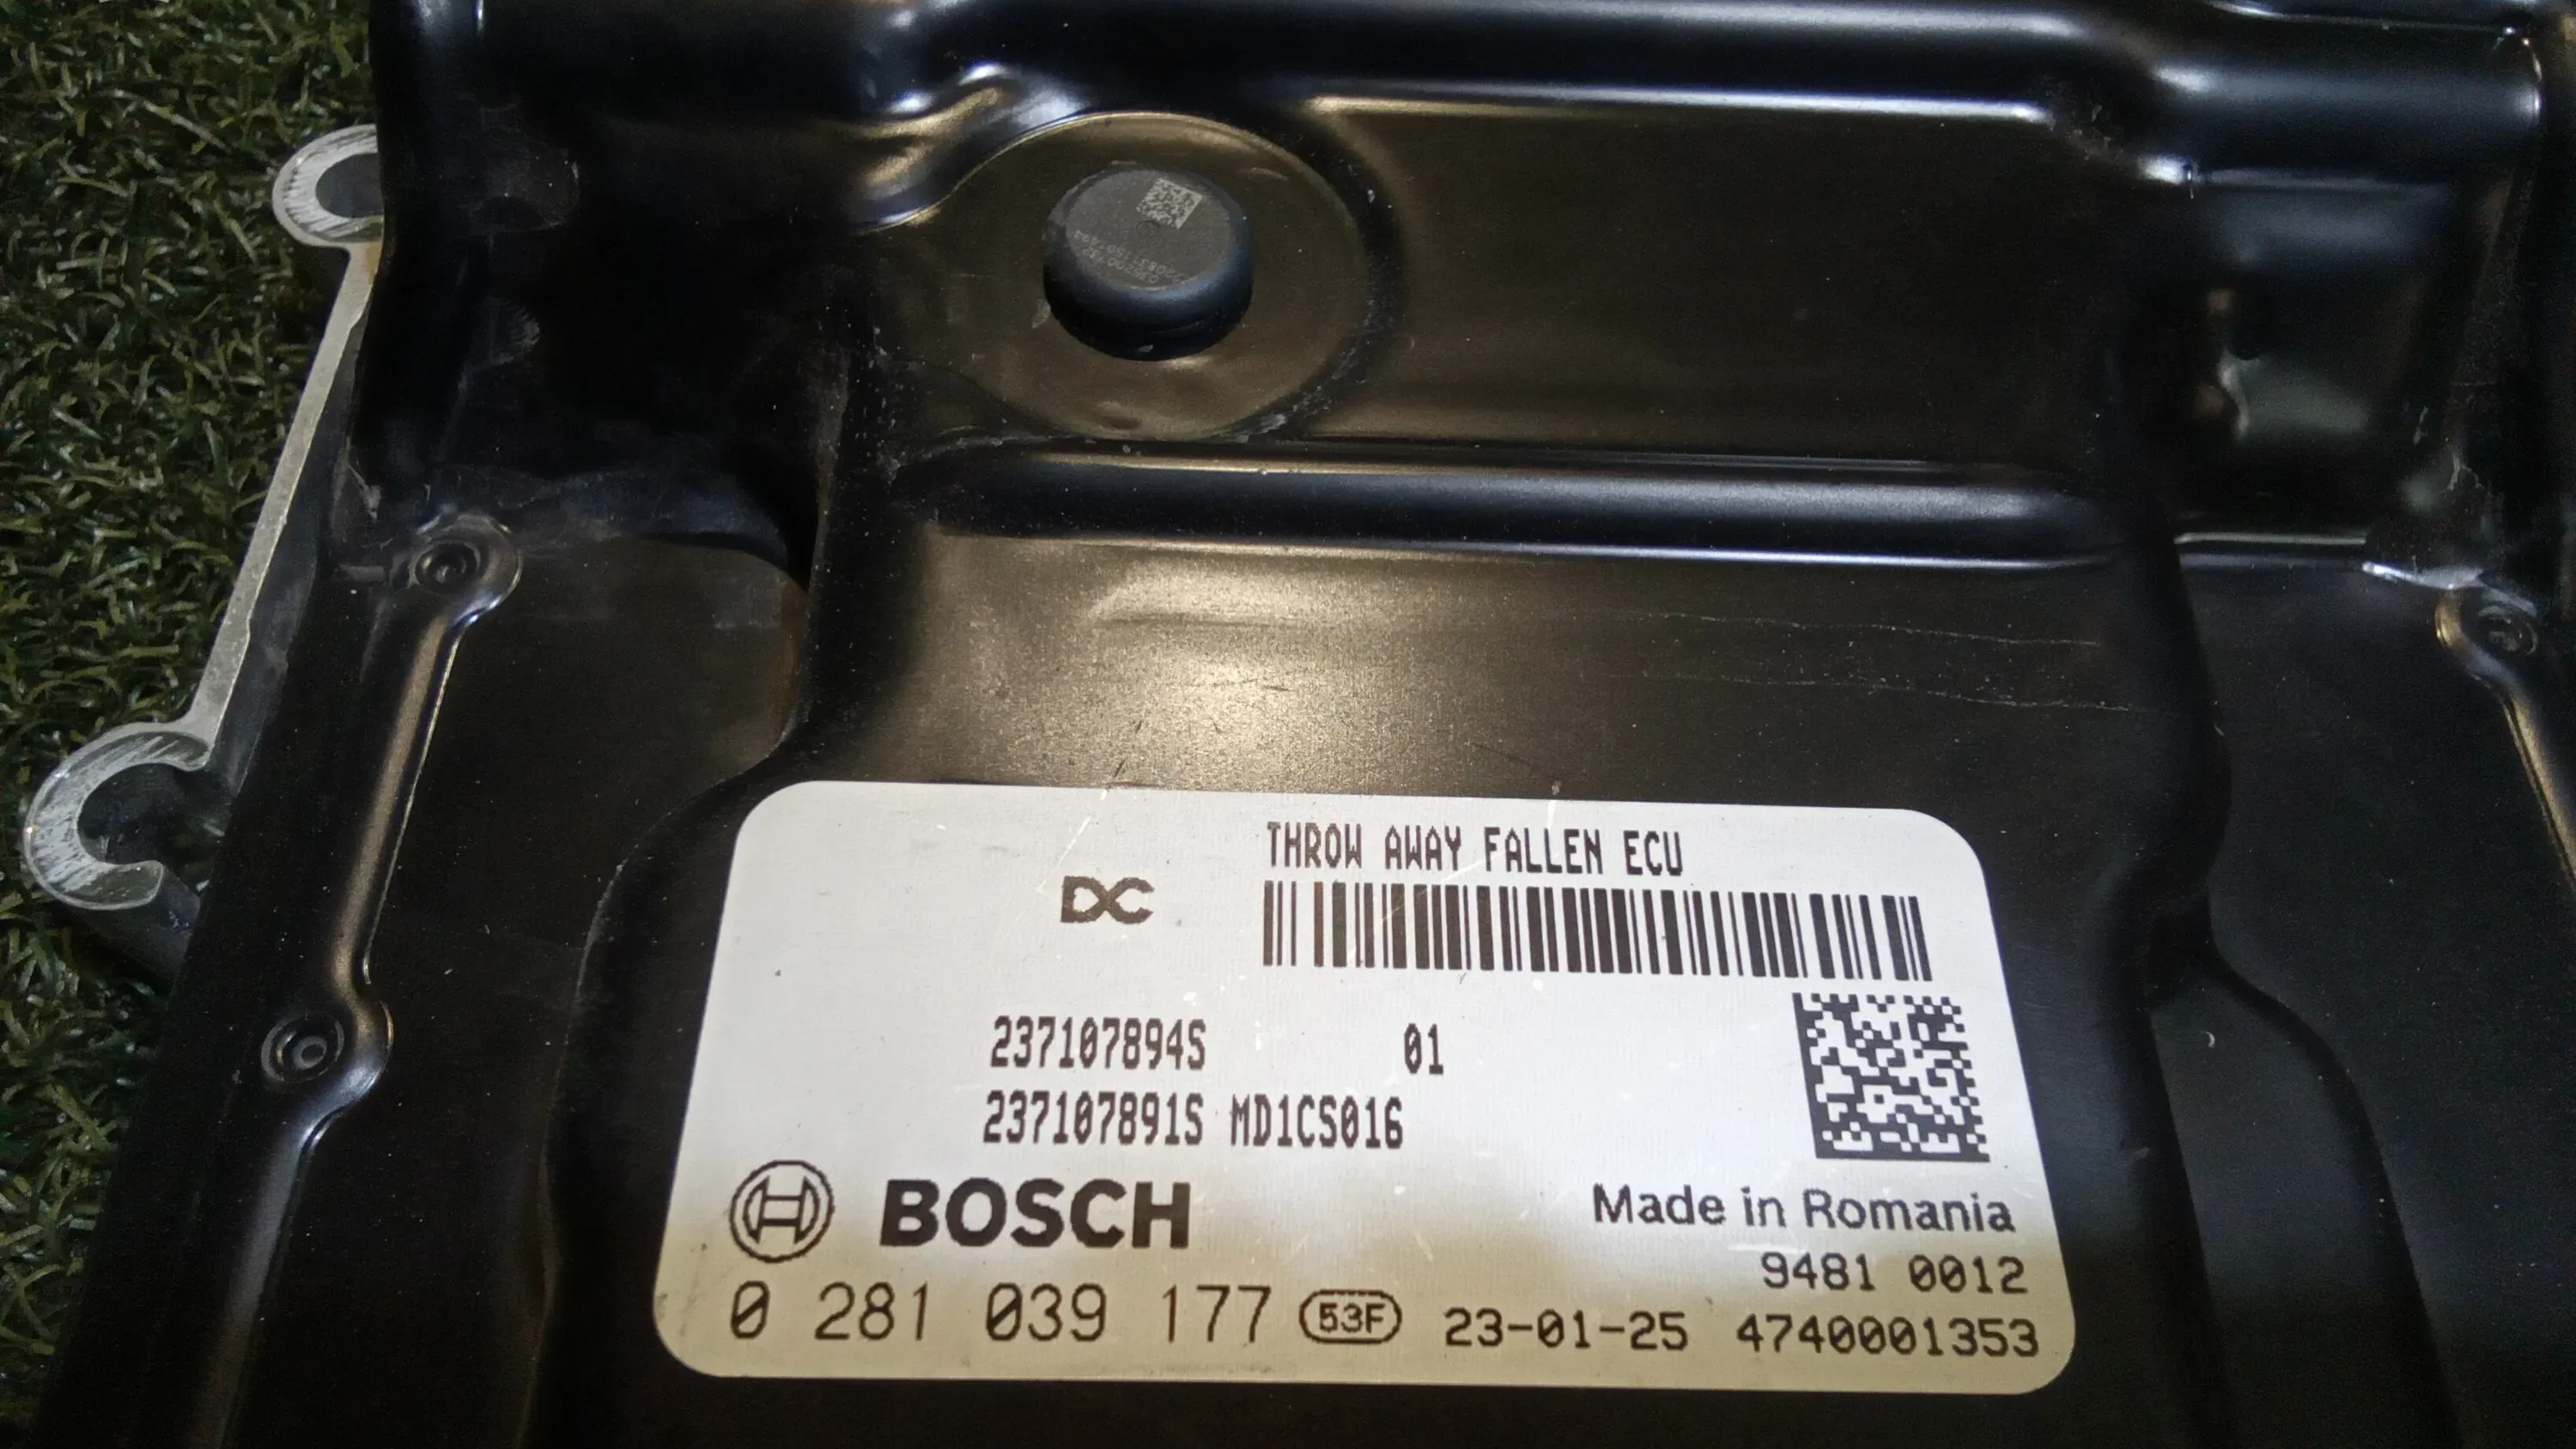 THROW AWAY FALLEN ECU
DC
237107894S 01
237107891S MD1CS016
BOSCH
Made in Romania
9481 0012
0 281 039 177 53F 23-01-25 4740001353